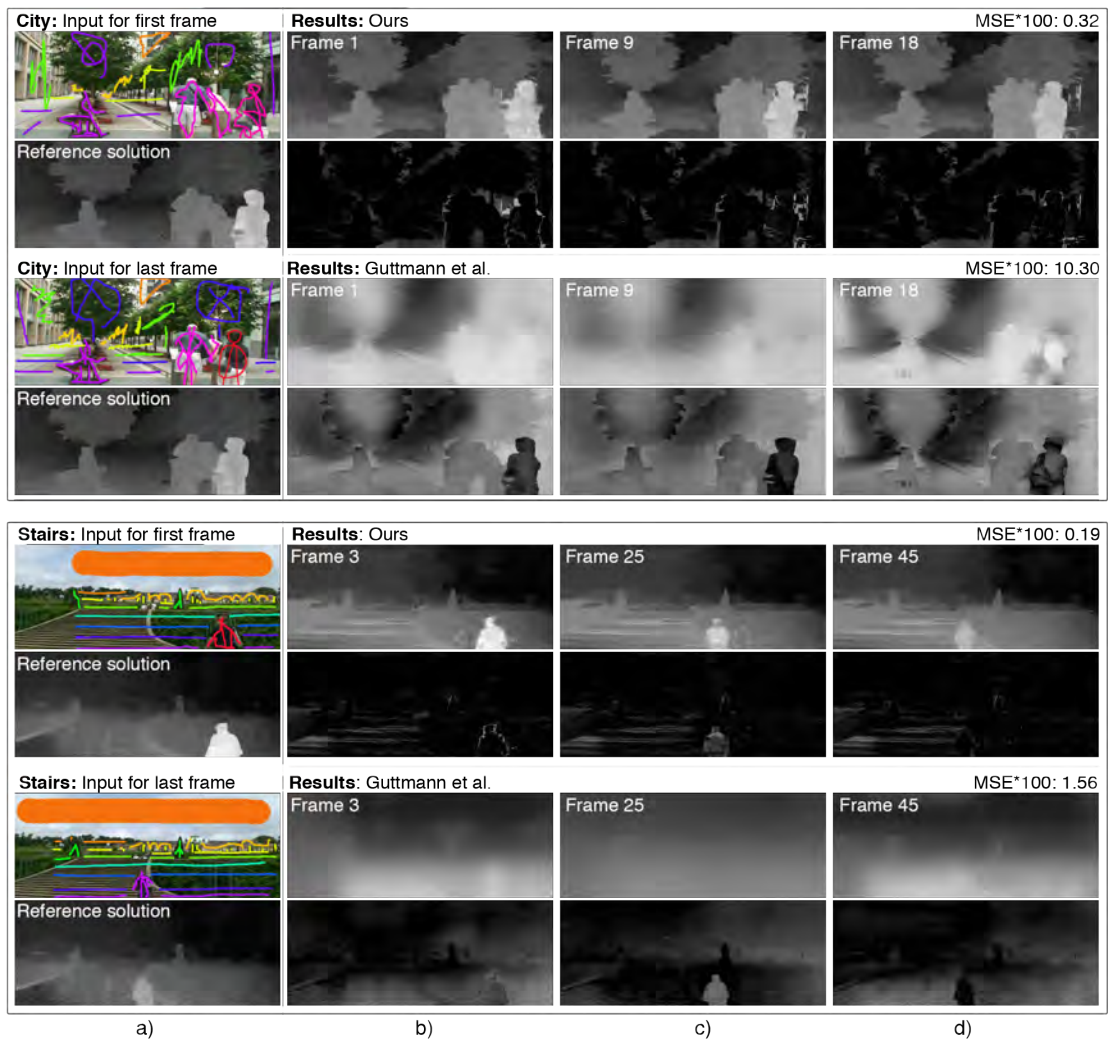 City: Input for first frame
Results: Ours
MSE*100: 0.32
Frame 1
Frame 9
Frame 18
Reference solution
City: Input for last frame
Results: Guttmann et al.
MSE*100: 10.30
Frame 1
Frame 9
Frame 18
Reference solution
Stairs: Input for first frame
Results: Ours
MSE*100: 0.19
Frame 3
Frame 25
Frame 45
Reference solution
Stairs: Input for last frame
Results: Guttmann et al.
MSE*100: 1.56
Frame 3
Frame 25
Frame 45
Reference solution
a)
b)
c)
d)